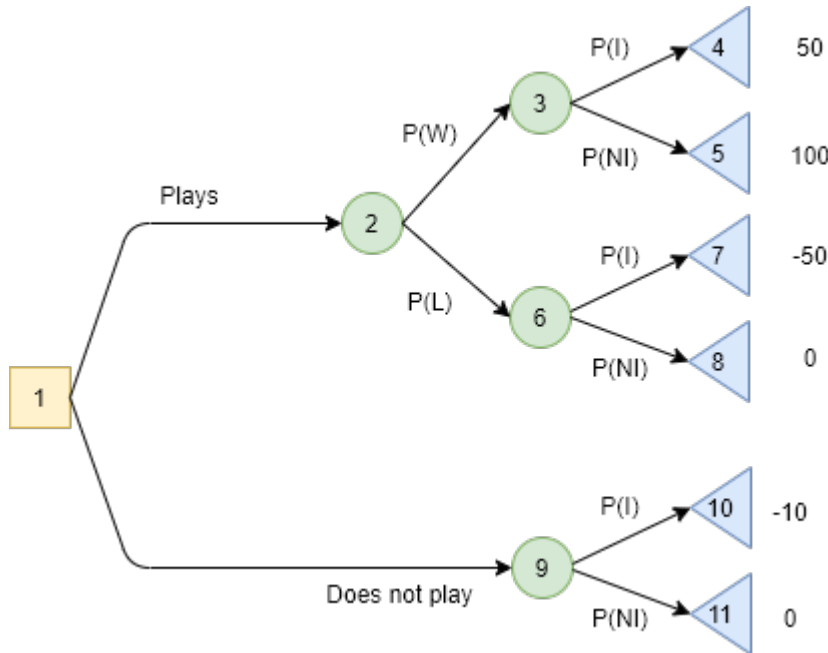 P(I)
4
50
3
P(W)
P(NI)
5
100
Plays
2
P(I)
7
-50
P(L)
6
P(NI)
8
0
1
P(I)
10
-10
9
Does not play
P(NI)
11
0